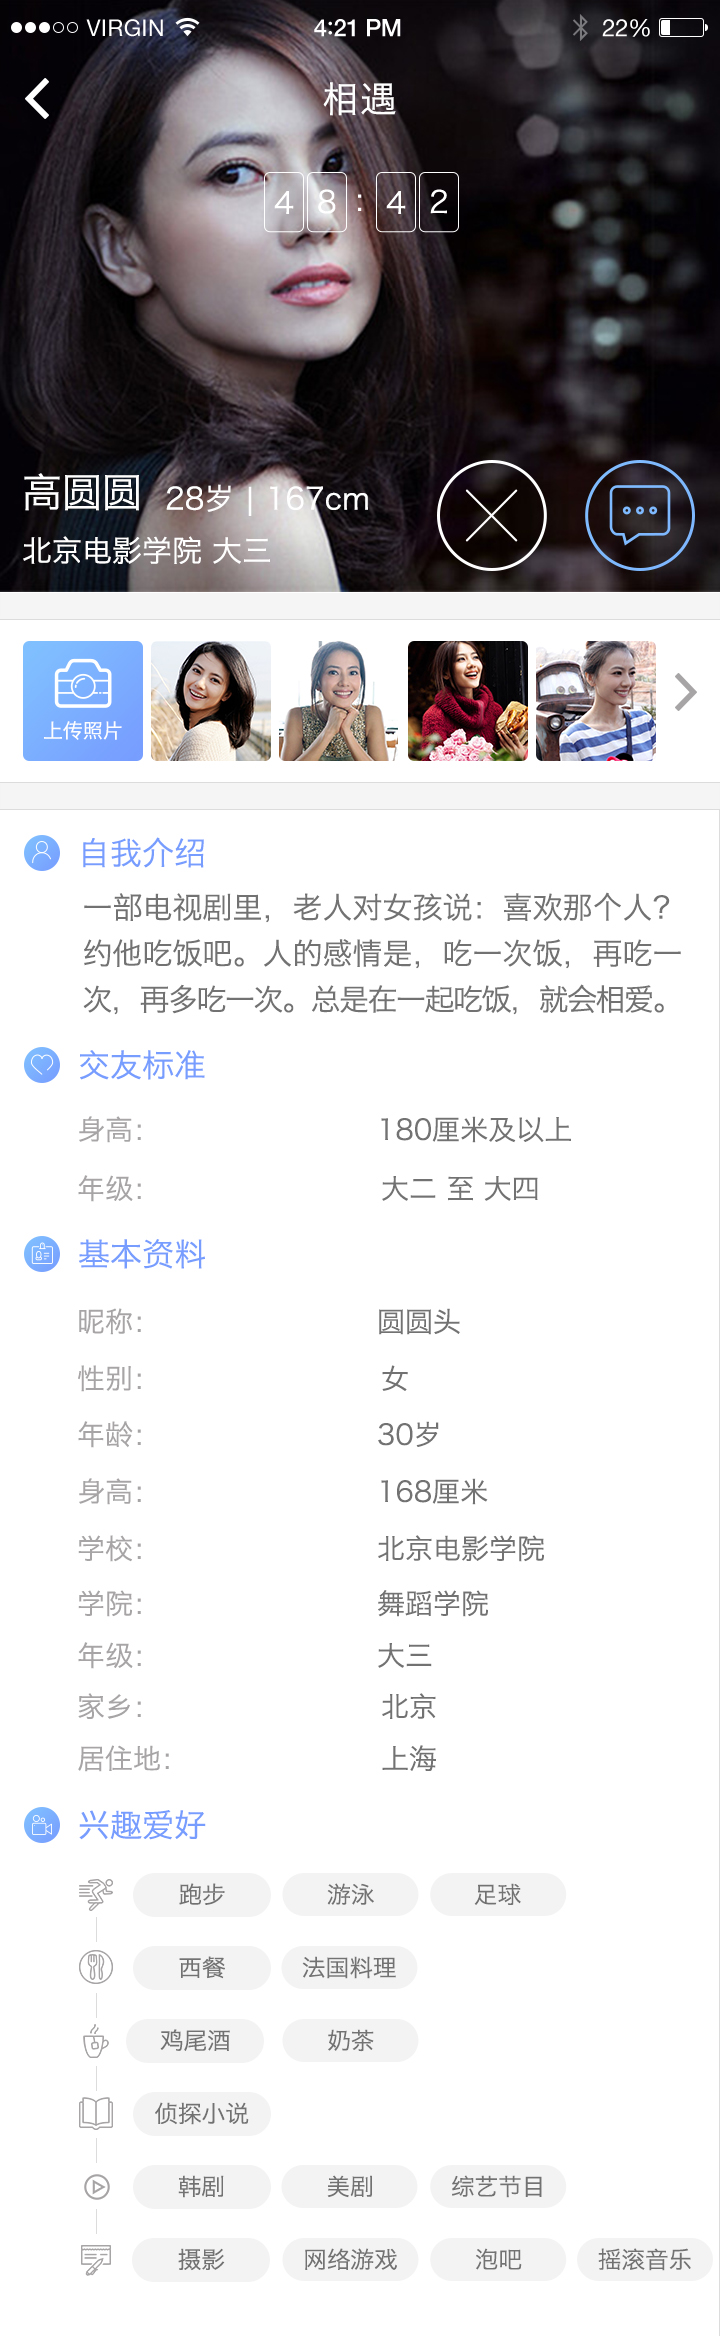 VIRGIN 4:21 PM 22%
相遇
48:42
高圆圆 28岁 | 167cm
北京电影学院 大三
上传照片
自我介绍
一部电视剧里，老人对女孩说：喜欢那个人？
约他吃饭吧。人的感情是，吃一次饭，再吃一
次，再多吃一次。总是在一起吃饭，就会相爱。
交友标准
身高： 180厘米及以上
年级： 大二 至 大四
基本资料
昵称： 圆圆头
性别： 女
年龄： 30岁
身高： 168厘米
学校： 北京电影学院
学院： 舞蹈学院
年级： 大三
家乡： 北京
居住地： 上海
兴趣爱好
跑步 游泳 足球
西餐 法国料理
鸡尾酒 奶茶
侦探小说
韩剧 美剧 综艺节目
摄影 网络游戏 泡吧 摇滚音乐